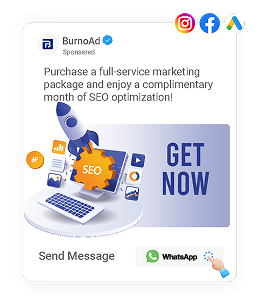 BurnoAd
Sponsored
Purchase a full-service marketing
package and enjoy a complimentary
month of SEO optimization!
SEO
GET
NOW
Send Message
WhatsApp